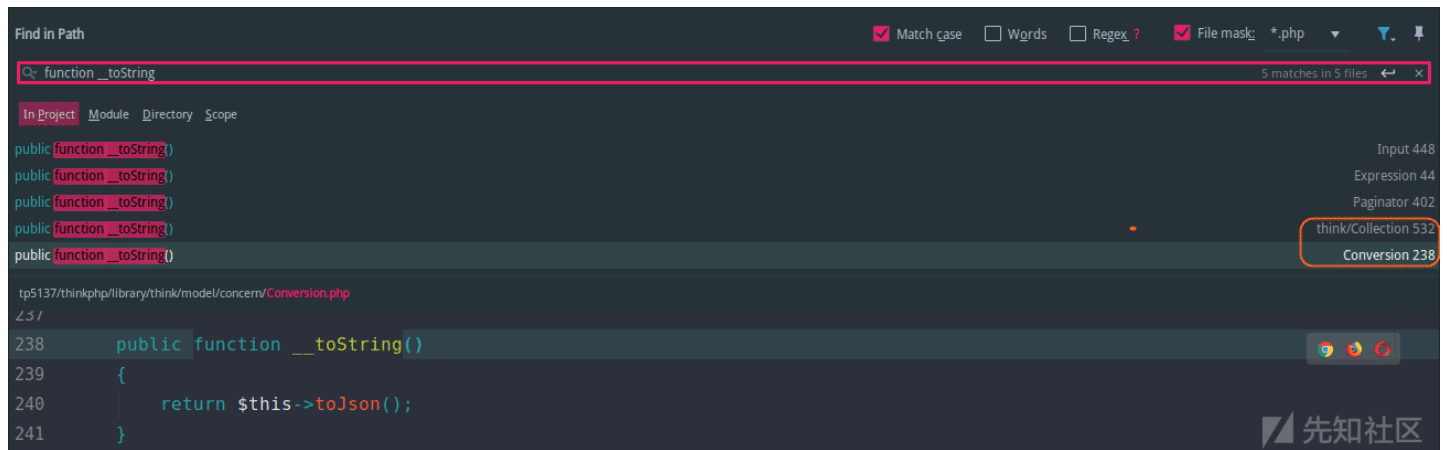 Find in Path Match case Words Regex ? File mask: *.php
function __toString 5 matches in 5 files
In Project Module Directory Scope
public function __toString() Input 448
public function __toString() Expression 44
public function __toString() Paginator 402
public function __toString() think/Collection 532
public function __toString() Conversion 238
tp5137/thinkphp/library/think/model/concern/Conversion.php
237
238 public function __toString()
239 {
240 return $this->toJson();
241 }
先知社区